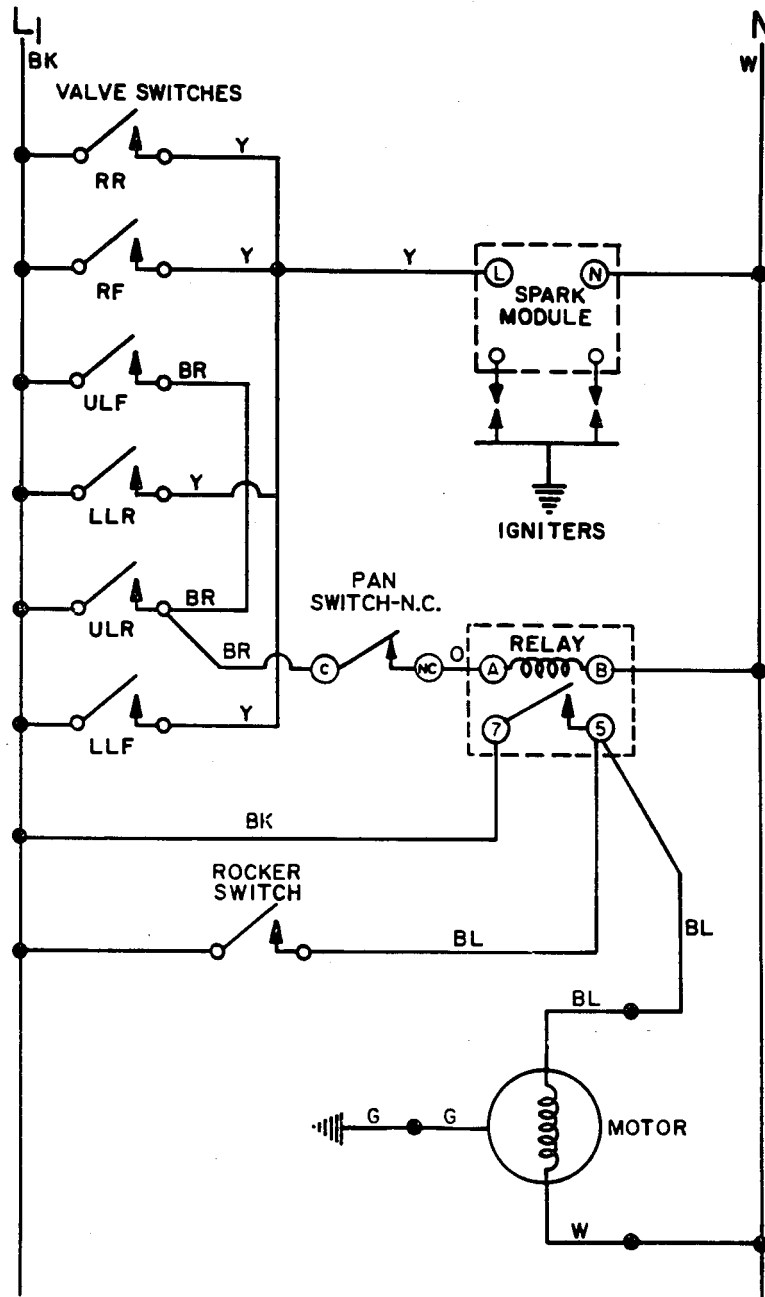 L1
N
BK
W
VALVE SWITCHES
Y
RR
Y
Y
L
N
RF
SPARK
MODULE
BR
ULF
Y
LLR
IGNITERS
PAN
SWITCH-N.C.
BR
ULR
BR
C
NC
O
RELAY
A
B
Y
LLF
7
5
BK
ROCKER
SWITCH
BL
BL
BL
G
G
MOTOR
W